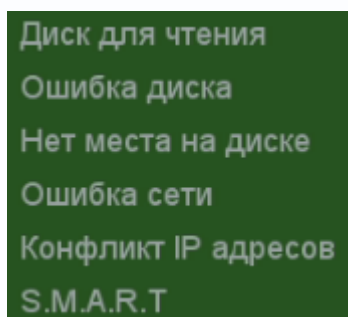 Диск для чтения
Ошибка диска
Нет места на диске
Ошибка сети
Конфликт IP адресов
S.M.A.R.T